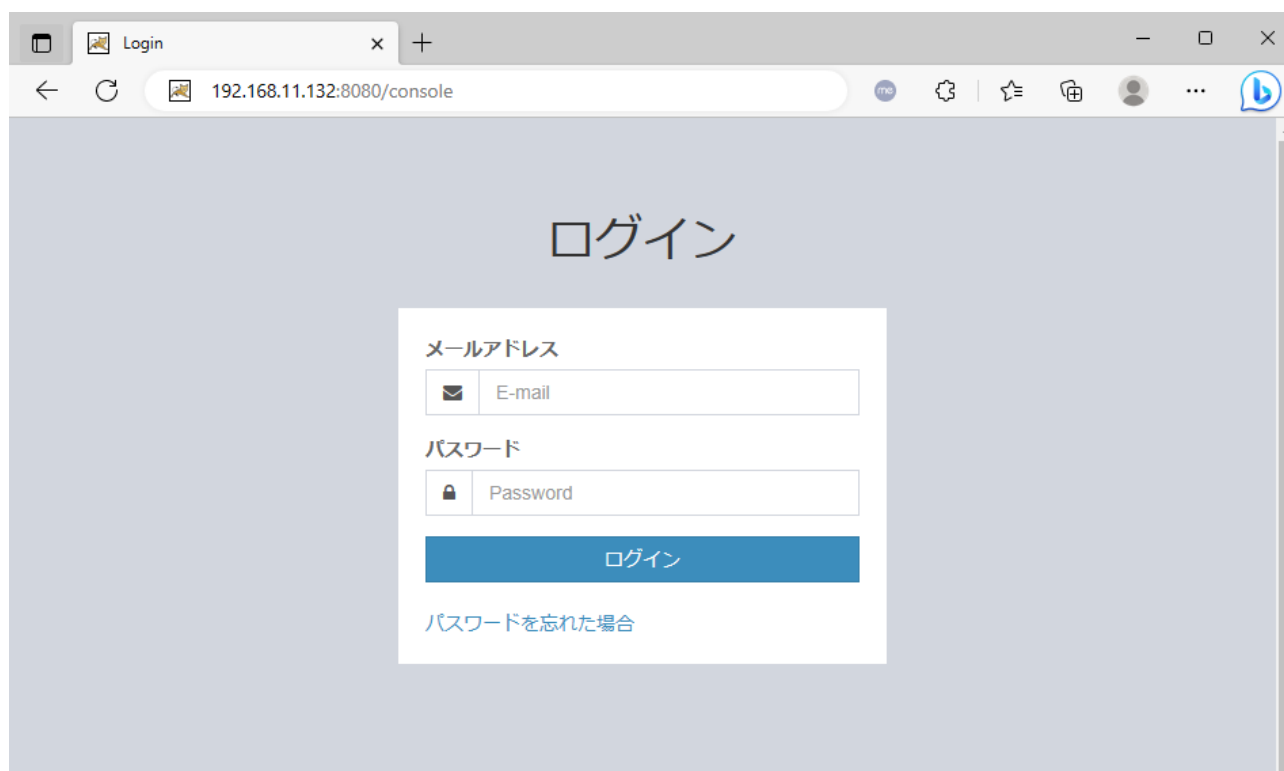 Login
192.168.11.132:8080/console
me
ログイン
メールアドレス
E-mail
パスワード
Password
ログイン
パスワードを忘れた場合